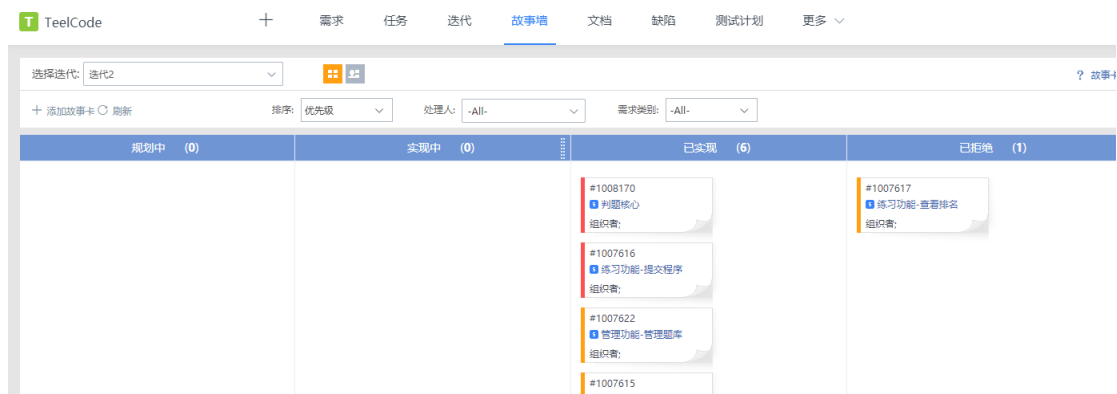 T TeelCode + 需求 任务 迭代 故事墙 文档 缺陷 测试计划 更多
选择迭代: 迭代2 ? 故事卡
+ 添加故事卡 刷新 排序: 优先级 处理人: -All- 需求类别: -All-
规划中 (0) 实现中 (0) 已实现 (6) 已拒绝 (1)
#1008170
判题核心
组织者;
#1007616
练习功能-提交程序
组织者;
#1007622
管理功能-管理题库
组织者;
#1007615
#1007617
练习功能-查看排名
组织者;